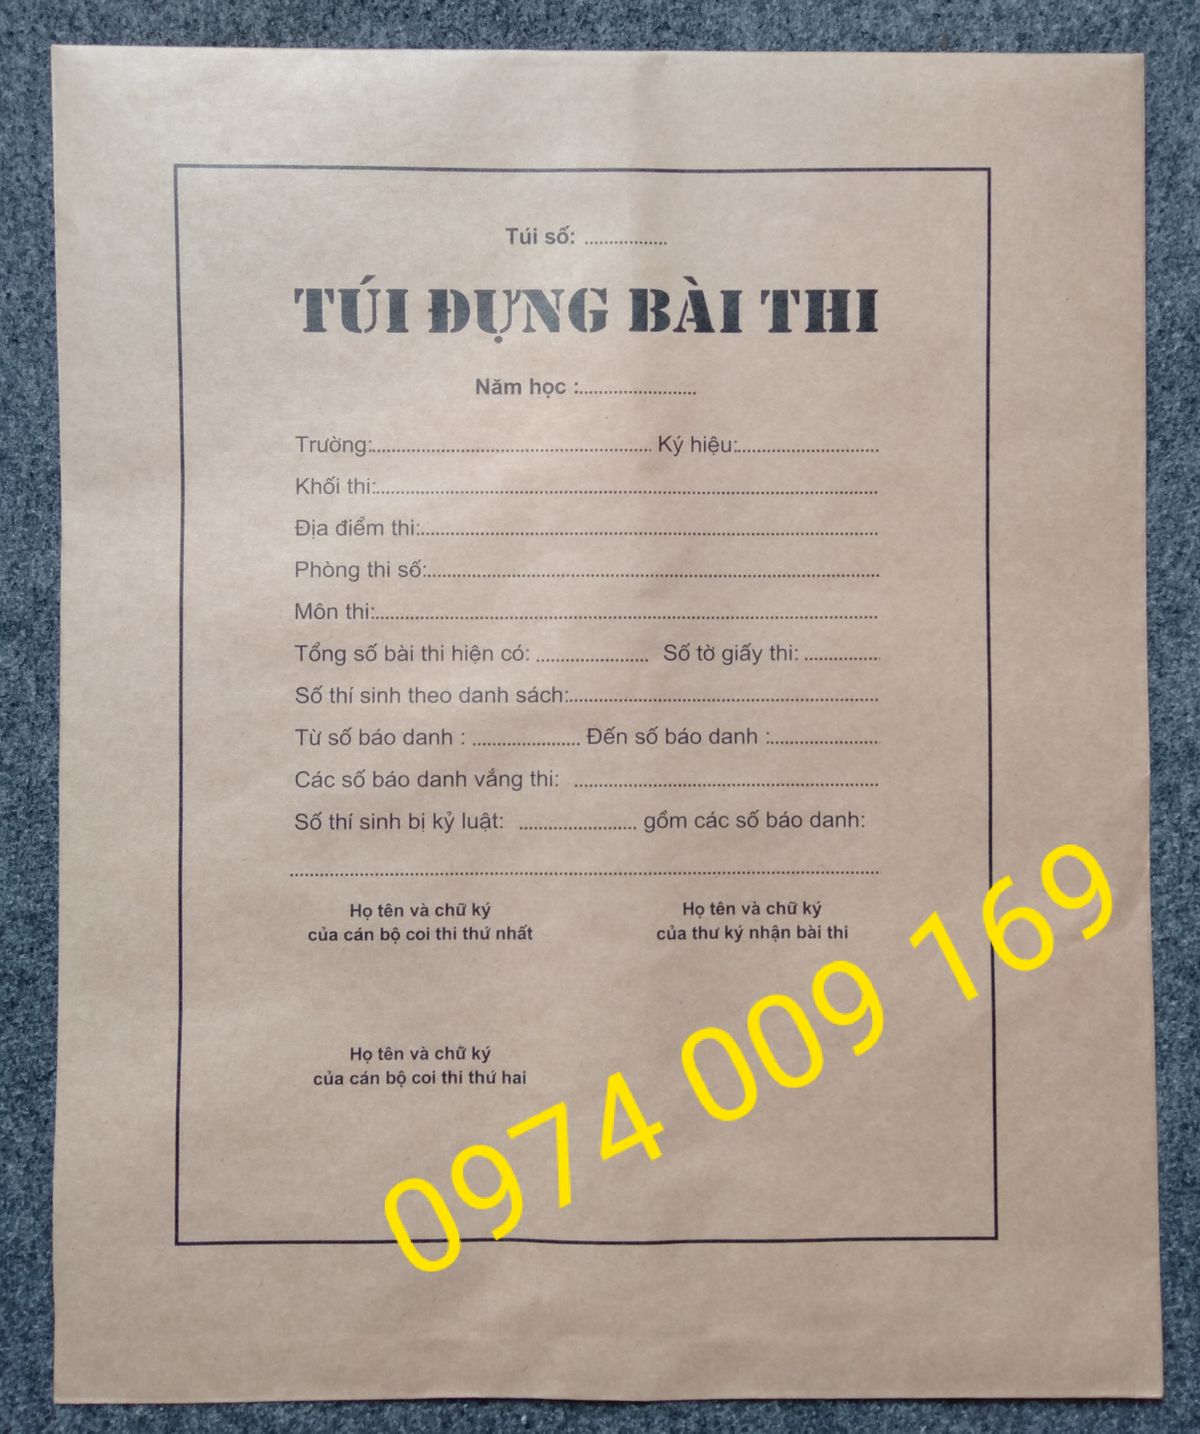 Túi số: ................
TÚI ĐỰNG BÀI THI
Năm học :........................
Trường:.......................................................... Ký hiệu:..............................
Khối thi:........................................................................................................
Địa điểm thi:...............................................................................................
Phòng thi số:..............................................................................................
Môn thi:........................................................................................................
Tổng số bài thi hiện có: ....................... Số tờ giấy thi: ................
Số thí sinh theo danh sách:................................................................
Từ số báo danh : ...................... Đến số báo danh :.......................
Các số báo danh vắng thi: ...............................................................
Số thí sinh bị kỷ luật: ........................ gồm các số báo danh:
..........................................................................................................................
Họ tên và chữ ký
của cán bộ coi thi thứ nhất
Họ tên và chữ ký
của thư ký nhận bài thi
Họ tên và chữ ký
của cán bộ coi thi thứ hai
0974 009 169